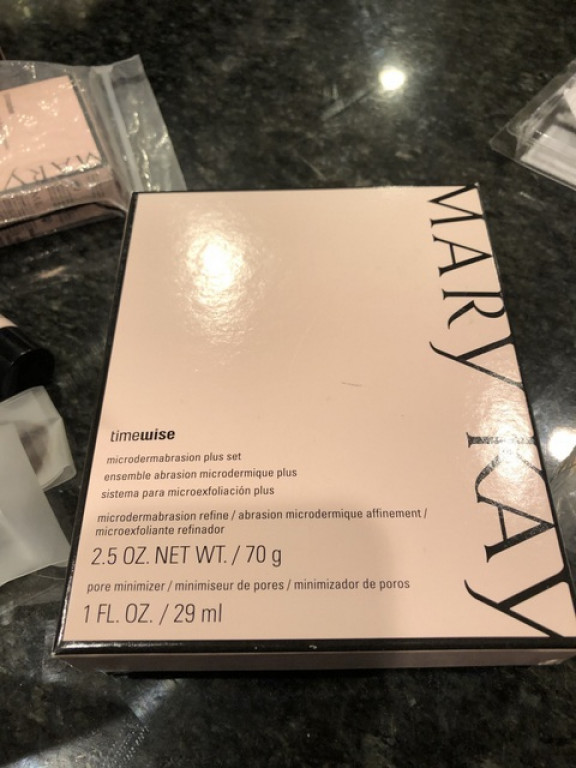 MARY
MARY KAY
timewise
microdermabrasion plus set
ensemble abrasion microdermique plus
sistema para microexfoliación plus
microdermabrasion refine / abrasion microdermique affinement /
microexfoliante refinador
2.5 OZ. NET WT. / 70 g
pore minimizer / minimiseur de pores / minimizador de poros
1 FL. OZ. / 29 ml